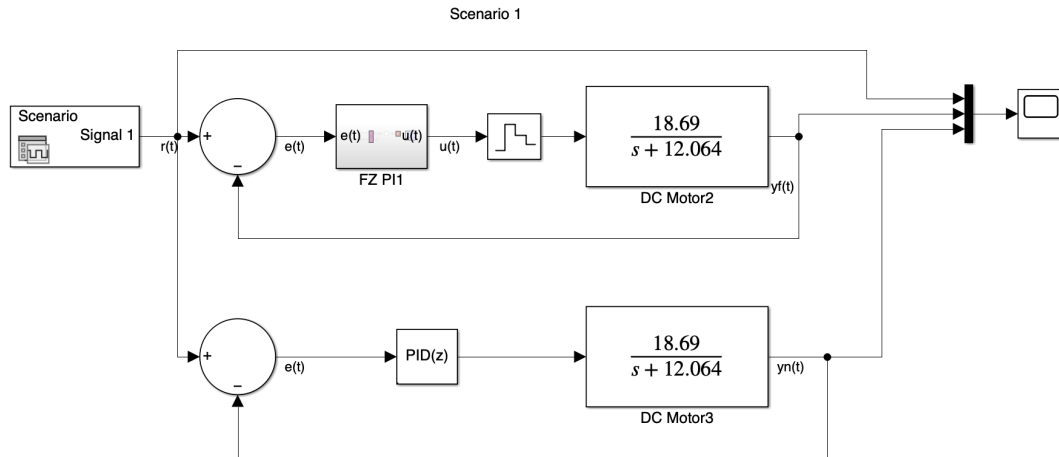 Scenario 1
Scenario
Signal 1
r(t)
+
−
e(t)
e(t)
u(t)
FZ PI1
u(t)
18.69
s + 12.064
DC Motor2
yf(t)
+
−
e(t)
PID(z)
18.69
s + 12.064
DC Motor3
yn(t)